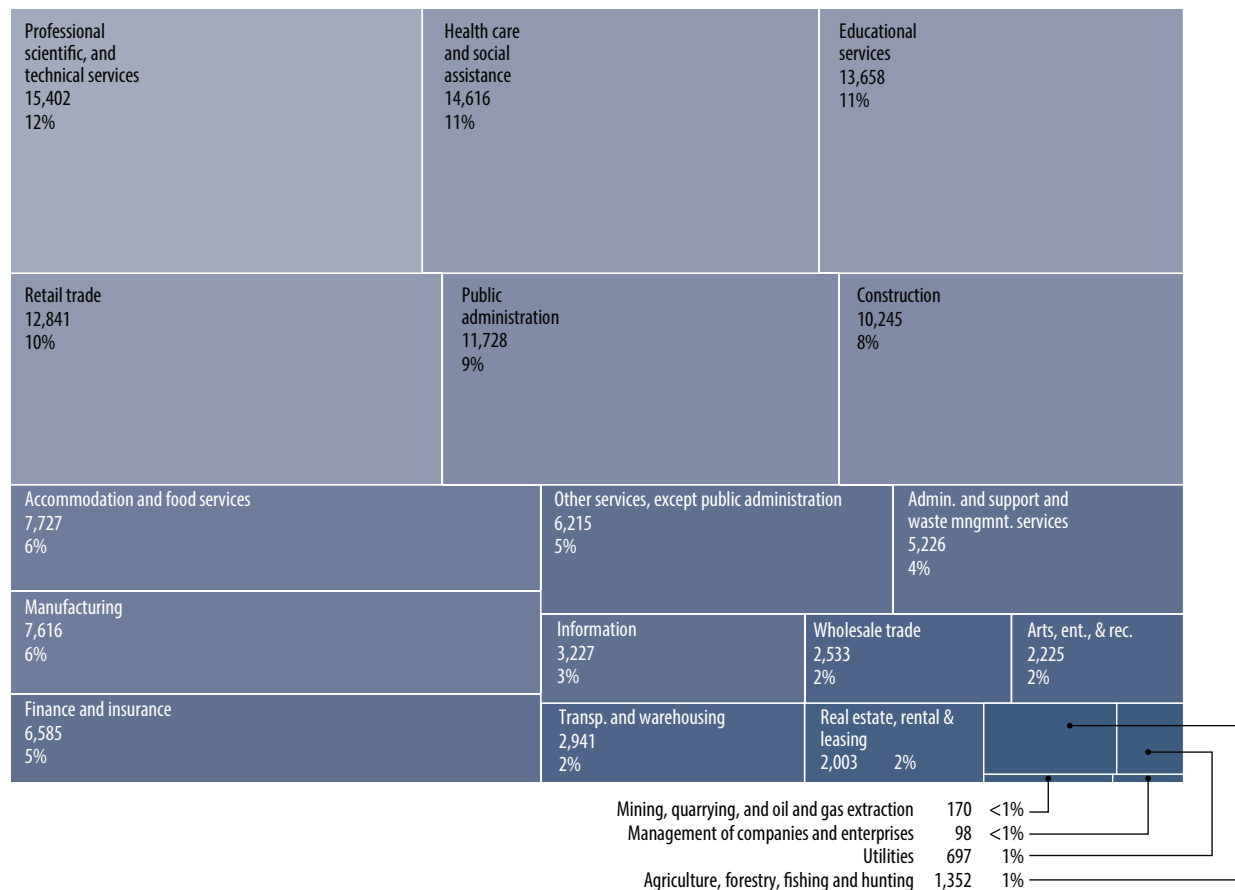 Professional
scientific, and
technical services
15,402
12%
Health care
and social
assistance
14,616
11%
Educational
services
13,658
11%
Retail trade
12,841
10%
Public
administration
11,728
9%
Construction
10,245
8%
Accommodation and food services
7,727
6%
Other services, except public administration
6,215
5%
Admin. and support and
waste mngmnt. services
5,226
4%
Manufacturing
7,616
6%
Information
3,227
3%
Wholesale trade
2,533
2%
Arts, ent., & rec.
2,225
2%
Finance and insurance
6,585
5%
Transp. and warehousing
2,941
2%
Real estate, rental &
leasing
2,003 2%
Mining, quarrying, and oil and gas extraction 170 <1%
Management of companies and enterprises 98 <1%
Utilities 697 1%
Agriculture, forestry, fishing and hunting 1,352 1%